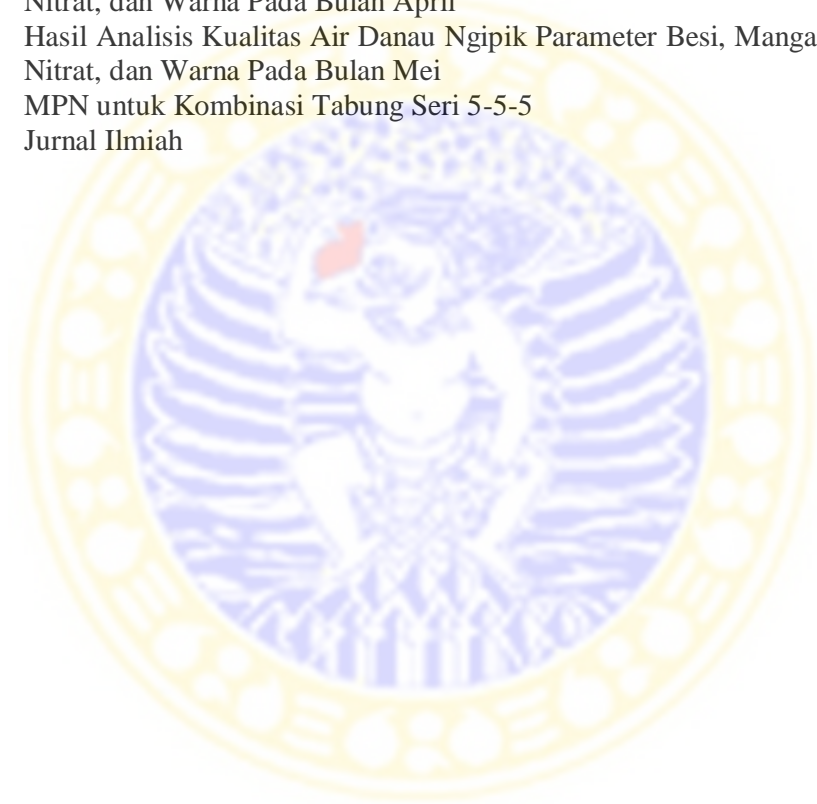 Nitrat, dan Warna Pada Bulan April
Hasil Analisis Kualitas Air Danau Ngipik Parameter Besi, Manga
Nitrat, dan Warna Pada Bulan Mei
MPN untuk Kombinasi Tabung Seri 5-5-5
Jurnal Ilmiah